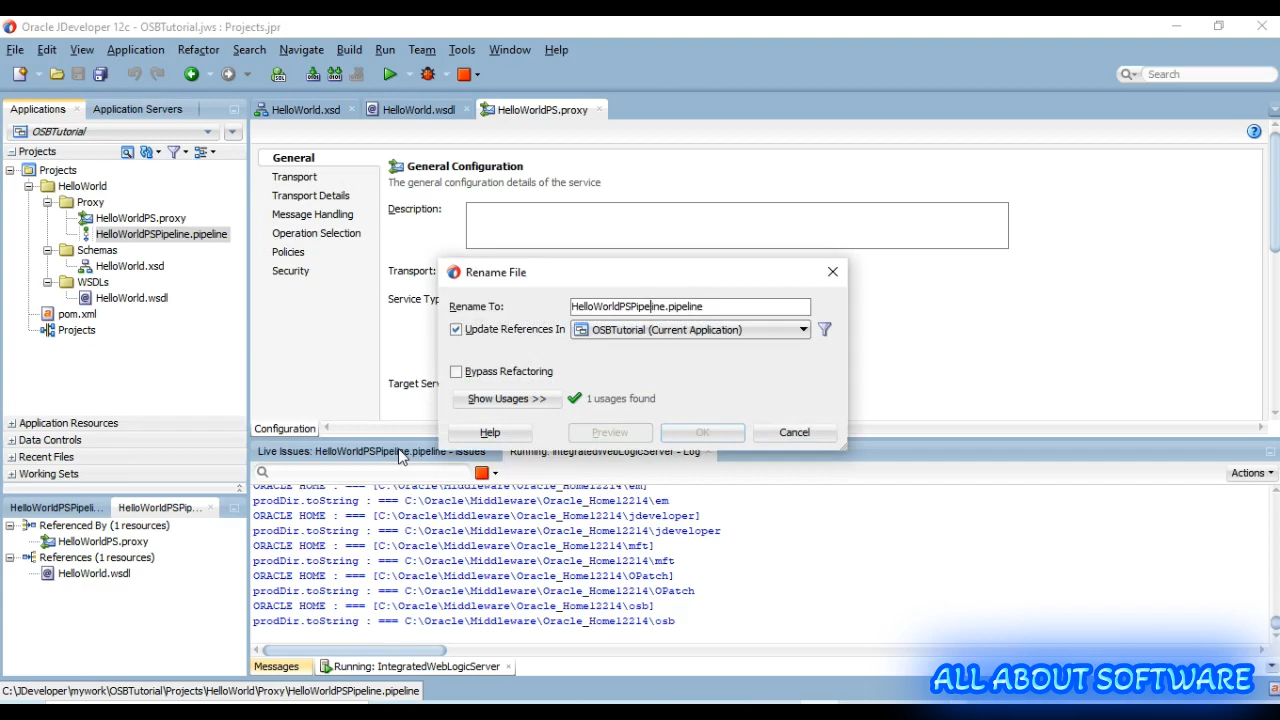 Oracle JDeveloper 12c - OSBTutorial.jws : Projects.jpr
File Edit View Application Refactor Search Navigate Build Run Team Tools Window Help
Search
Applications Application Servers
HelloWorld.xsd HelloWorld.wsdl HelloWorldPS.proxy
OSBTutorial
Projects
Projects
HelloWorld
Proxy
HelloWorldPS.proxy
HelloWorldPSPipeline.pipeline
Schemas
HelloWorld.xsd
WSDLs
HelloWorld.wsdl
pom.xml
Projects
Application Resources
Data Controls
Recent Files
Working Sets
General
Transport
Transport Details
Message Handling
Operation Selection
Policies
Security
General Configuration
The general configuration details of the service
Description:
Transport:
Service Typ
Target Serv
Configuration
Rename File
Rename To: HelloWorldPSPipeline.pipeline
Update References In OSBTutorial (Current Application)
Bypass Refactoring
Show Usages >> 1 usages found
Help Preview OK Cancel
Live Issues: HelloWorldPSPipeline.pipeline - Issues Running: IntegratedWebLogicServer - Log
Actions
ORACLE HOME : === [C:\Oracle\Middleware\Oracle_Home12214\em]
prodDir.toString : === C:\Oracle\Middleware\Oracle_Home12214\em
ORACLE HOME : === [C:\Oracle\Middleware\Oracle_Home12214\jdeveloper]
prodDir.toString : === C:\Oracle\Middleware\Oracle_Home12214\jdeveloper
ORACLE HOME : === [C:\Oracle\Middleware\Oracle_Home12214\mft]
prodDir.toString : === C:\Oracle\Middleware\Oracle_Home12214\mft
ORACLE HOME : === [C:\Oracle\Middleware\Oracle_Home12214\OPatch]
prodDir.toString : === C:\Oracle\Middleware\Oracle_Home12214\OPatch
ORACLE HOME : === [C:\Oracle\Middleware\Oracle_Home12214\osb]
prodDir.toString : === C:\Oracle\Middleware\Oracle_Home12214\osb
HelloWorldPSPipeli... HelloWorldPSPip...
Referenced By (1 resources)
HelloWorldPS.proxy
References (1 resources)
HelloWorld.wsdl
Messages Running: IntegratedWebLogicServer
C:\JDeveloper\mywork\OSBTutorial\Projects\HelloWorld\Proxy\HelloWorldPSPipeline.pipeline
ALL ABOUT SOFTWARE